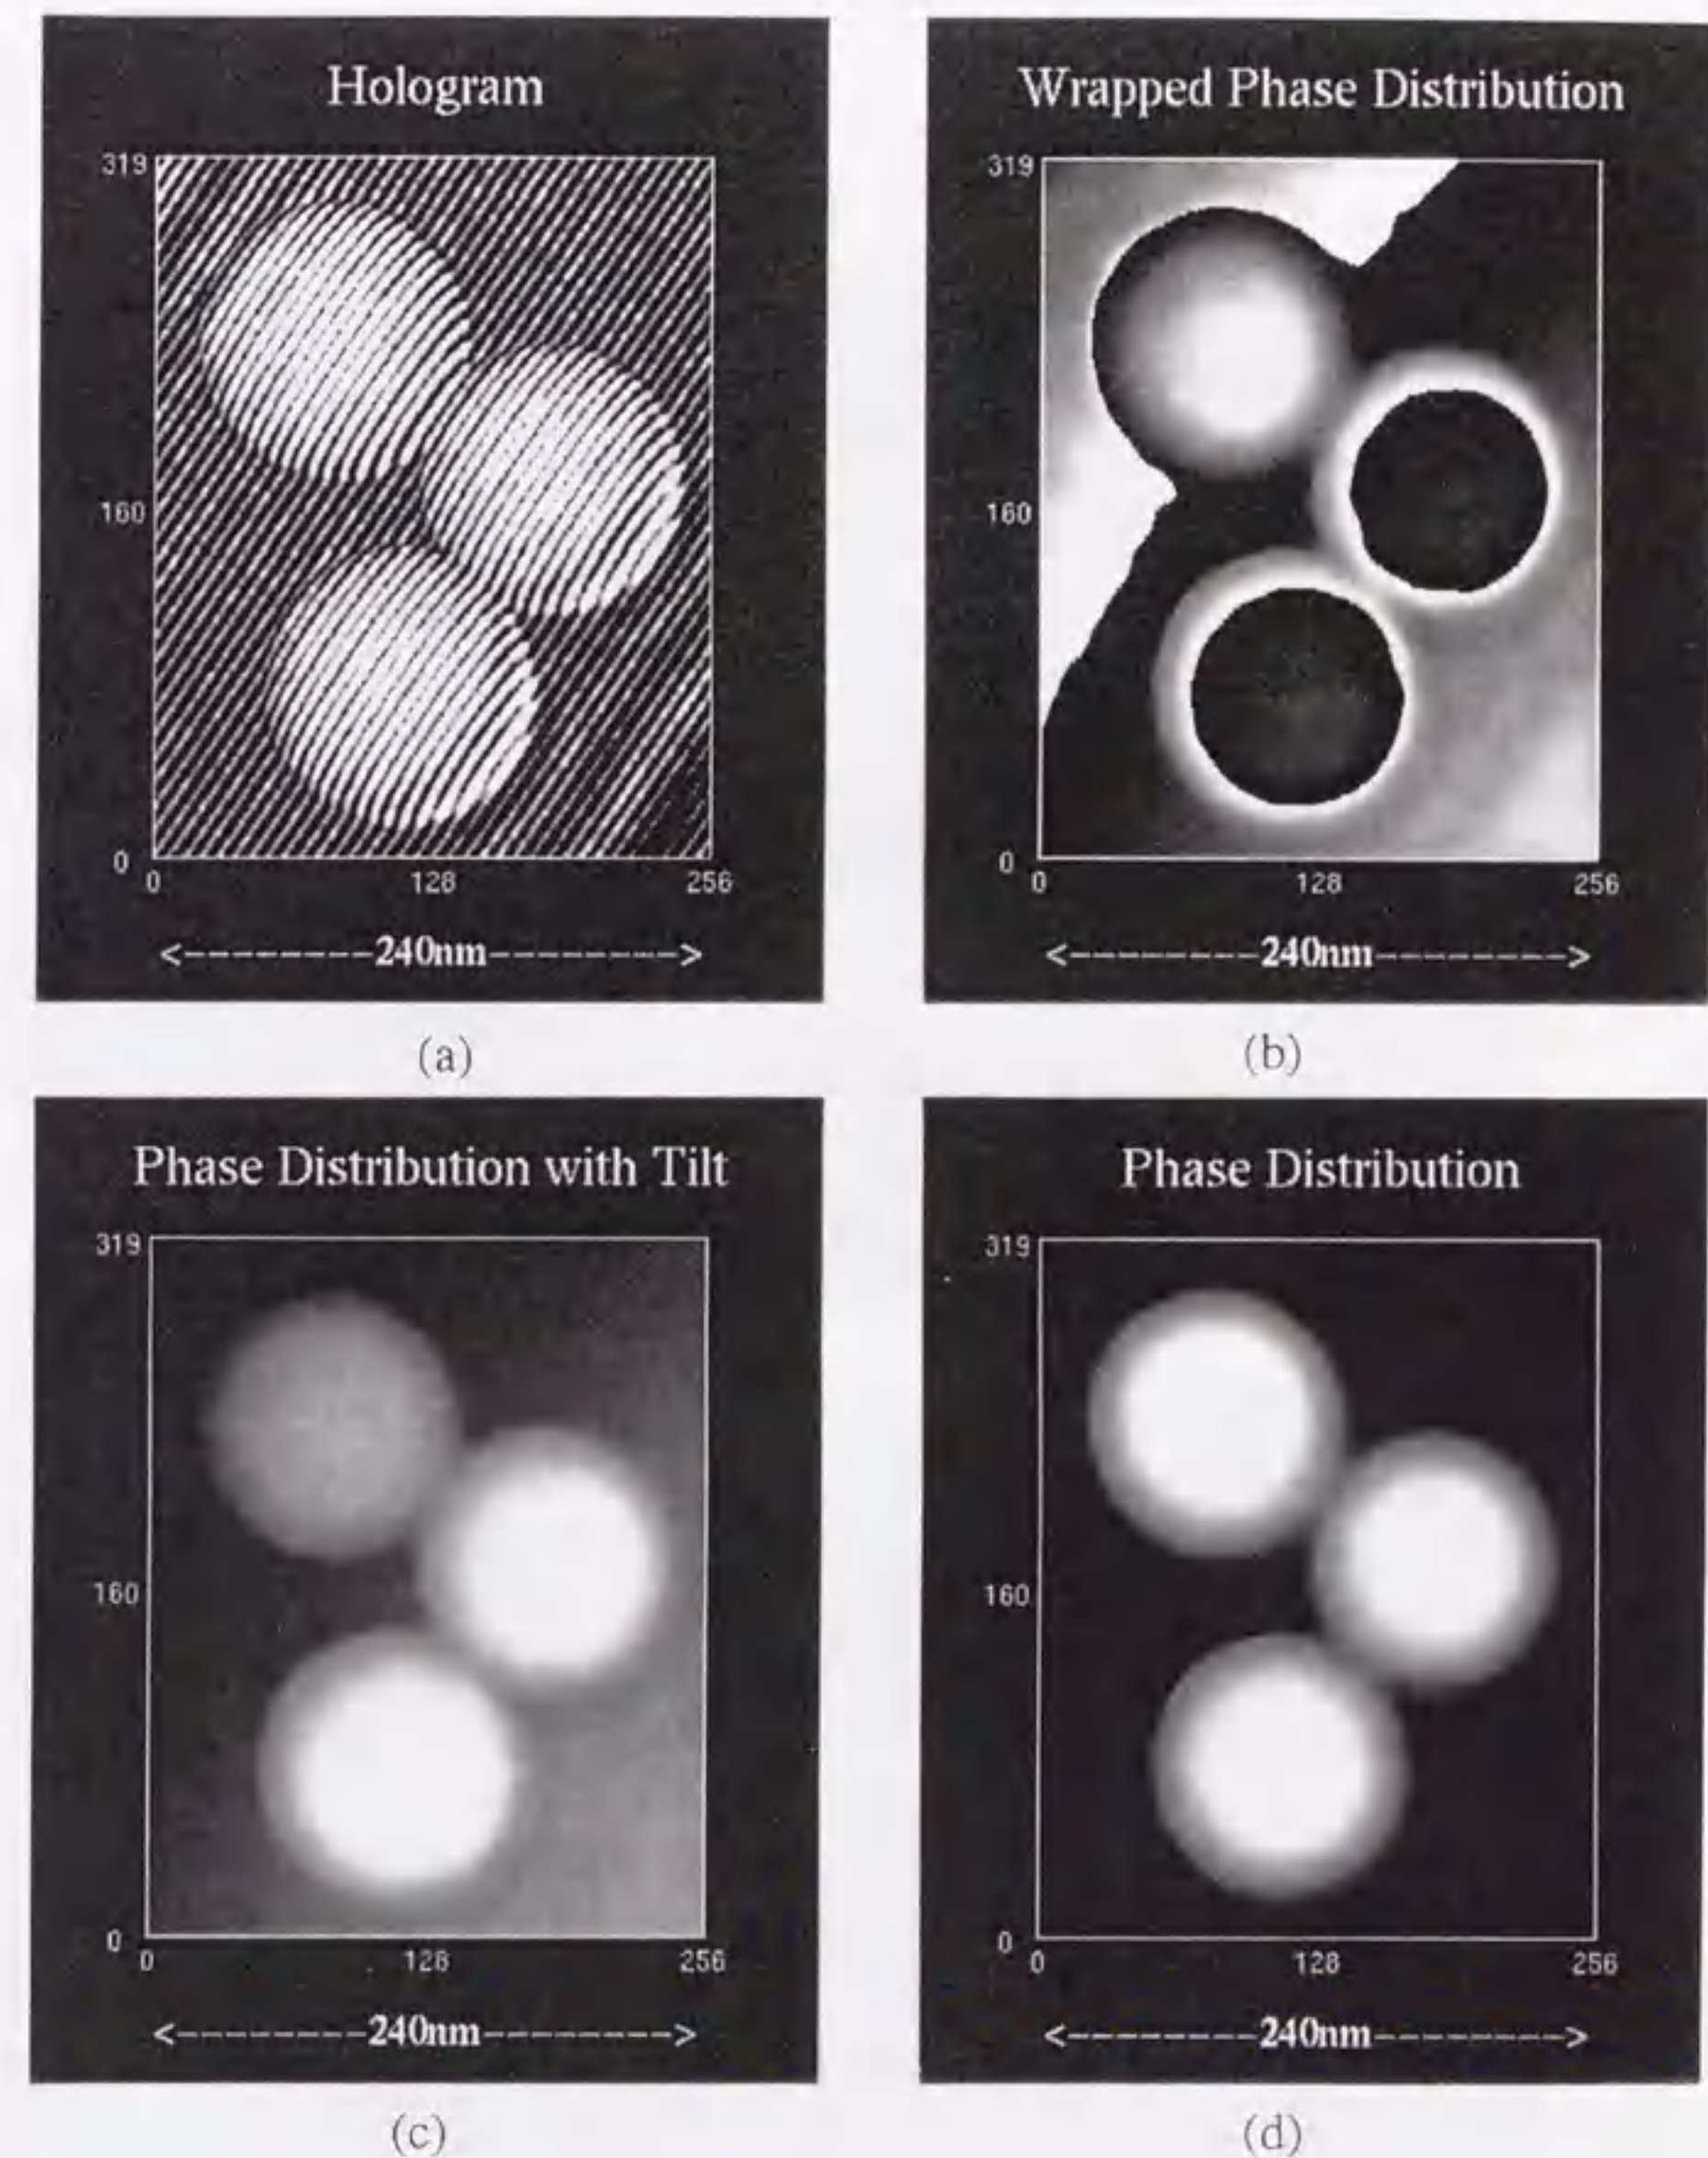 Hologram
319
160
0
0 128 256
<--------240nm-------->
(a)
Wrapped Phase Distribution
319
160
0
0 128 256
<--------240nm-------->
(b)
Phase Distribution with Tilt
319
160
0
0 128 256
<--------240nm-------->
(c)
Phase Distribution
319
160
0
0 128 256
<--------240nm-------->
(d)